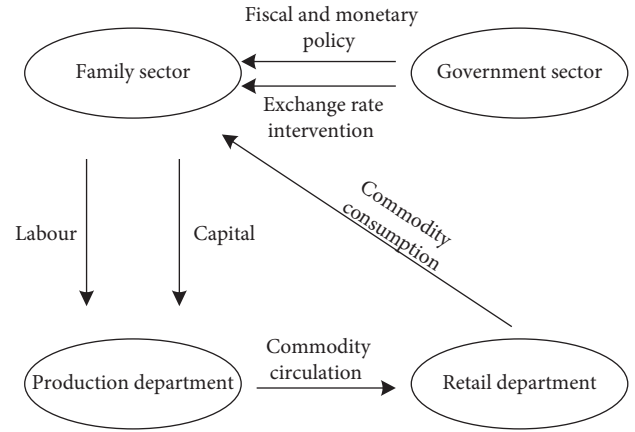 Fiscal and monetary
policy
Family sector
Government sector
Exchange rate
intervention
Labour
Capital
Commodity
consumption
Production department
Commodity
circulation
Retail department